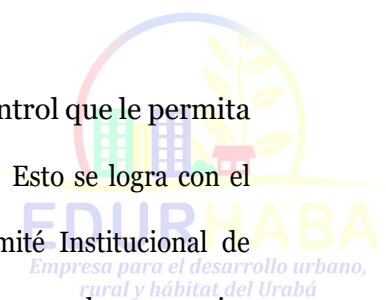 ntrol que le permita
Esto se logra con el
EDURHABA
mité Institucional de
Empresa para el desarrollo urbano,
rural y hábitat del Urabá